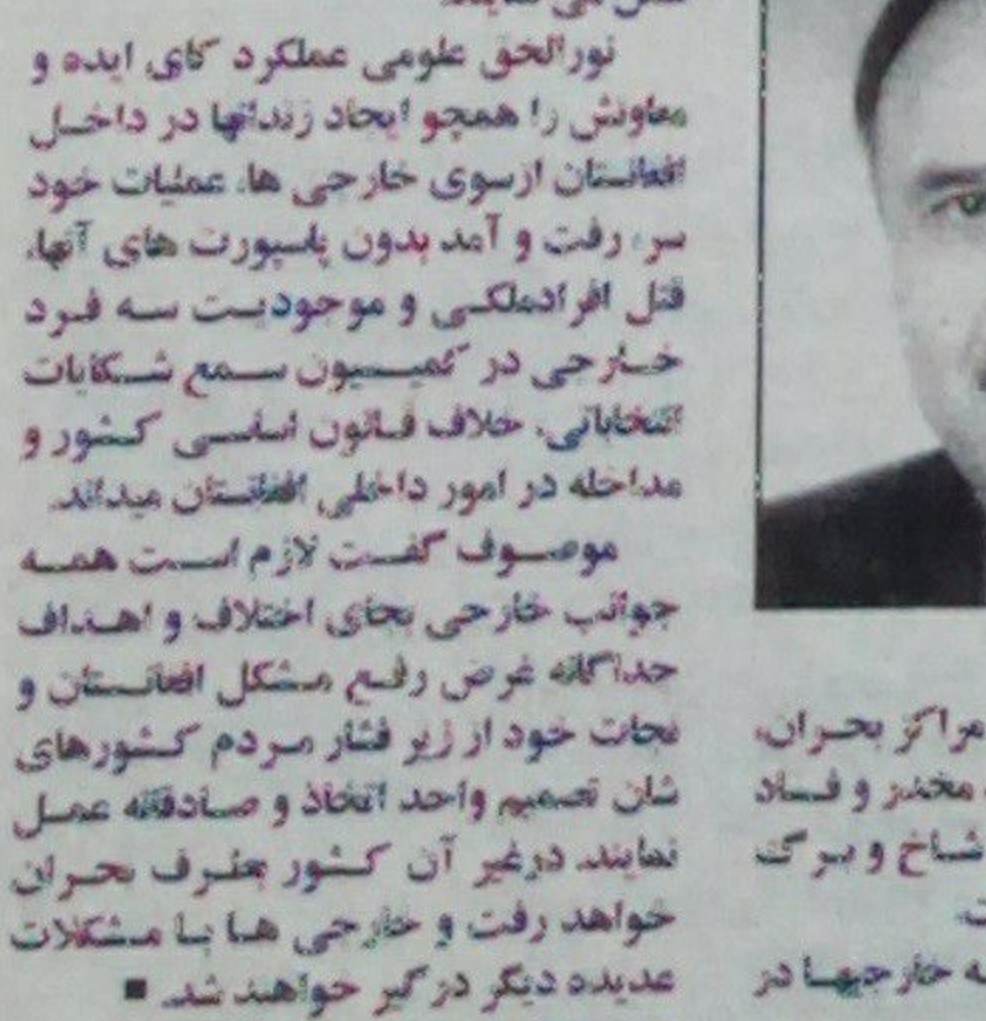 عمل می نمایند.
نورالحق علومی عملکرد کای ایده و
معاونش را همچو ایجاد زندانها در داخل
افغانستان ازسوی خارجی ها، عملیات خود
سر، رفت و آمد بدون پاسپورت های آنها،
قتل افرادملکی و موجودیت سه فرد
خارجی در کمیسیون سمع شکایات
انتخاباتی، خلاف قانون اساسی کشور و
مداخله در امور داخلی افغانستان میداند.
موصوف گفت لازم است همه
جوانب خارجی بجای اختلاف و اهداف
جداگانه غرض رفع مشکل افغانستان و
نجات خود از زیر فشار مردم کشورهای
شان تصمیم واحد اتخاذ و صادقانه عمل
نمایند. درغیر آن کشور بطرف بحران
خواهد رفت و خارجی ها با مشکلات
عدیده دیگر درگیر خواهند شد. ■
مراکز بحران،
مخدر و فساد
شاخ و برگ
خارجیها در